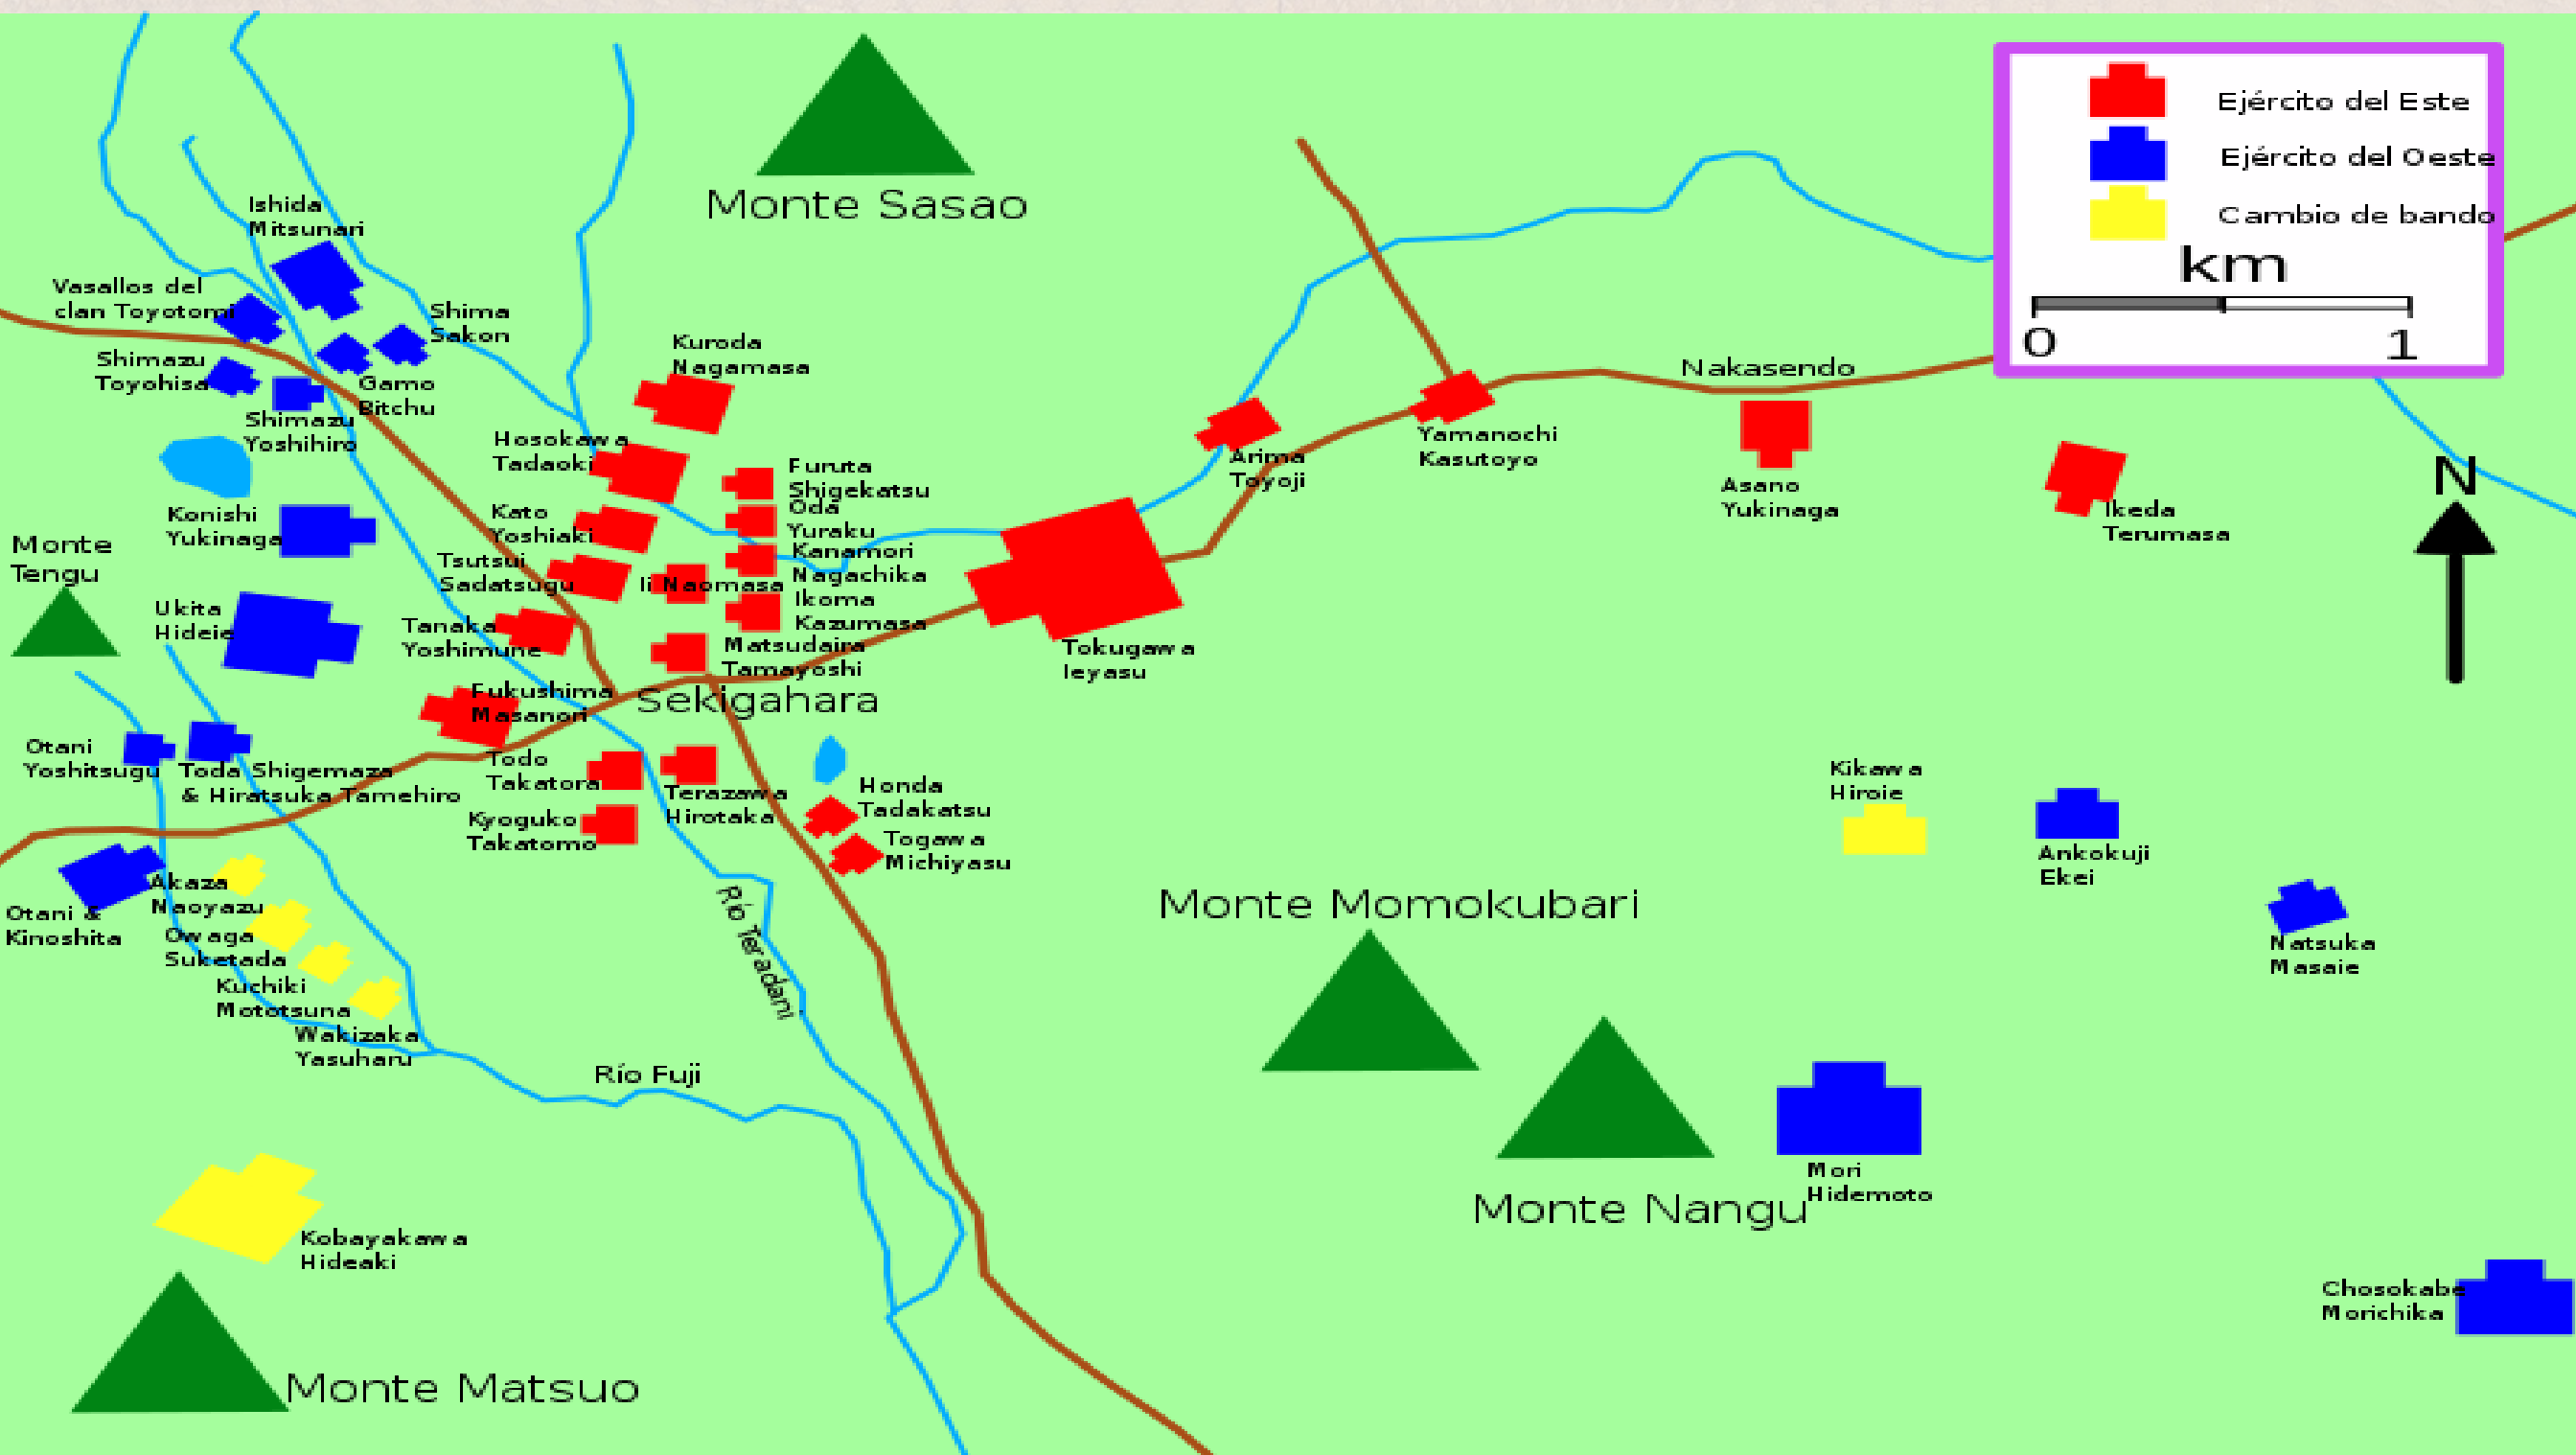 Ejército del Este
Ejército del Oeste
Cambio de bando
km
0
1
N
Monte Sasao
Ishida
Mitsunari
Vasallos del
clan Toyotomi
Shima
Sakon
Shimazu
Toyohisa
Gamo
Bitchu
Shimazu
Yoshihiro
Kuroda
Nagamasa
Nakasendo
Hosokawa
Tadaoki
Furuta
Shigekatsu
Oda
Yuraku
Arima
Toyoji
Yamanochi
Kasutoyo
Asano
Yukinaga
Ikeda
Terumasa
Konishi
Yukinaga
Kato
Yoshiaki
Monte
Tengu
Tsutsui
Sadatsugu
Ii Naomasa
Kanamori
Nagachika
Ikoma
Kazumasa
Ukita
Hideie
Tanaka
Yoshimune
Matsudaira
Tamayoshi
Tokugawa
Ieyasu
Fukushima
Masanori
Sekigahara
Otani
Yoshitsugu
Toda Shigemaza
& Hiratsuka Tamehiro
Todo
Takatora
Terazawa
Hirotaka
Kyoguko
Takatomo
Honda
Tadakatsu
Togawa
Michiyasu
Kikawa
Hiroie
Ankokuji
Ekei
Natsuka
Masaie
Otani &
Kinoshita
Akaza
Naoyazu
Owaga
Suketada
Kuchiki
Mototsuna
Wakizaka
Yasuharu
Río Teradani
Río Fuji
Monte Momokubari
Monte Nangu
Mori
Hidemoto
Kobayakawa
Hideaki
Monte Matsuo
Chosokabe
Morichika